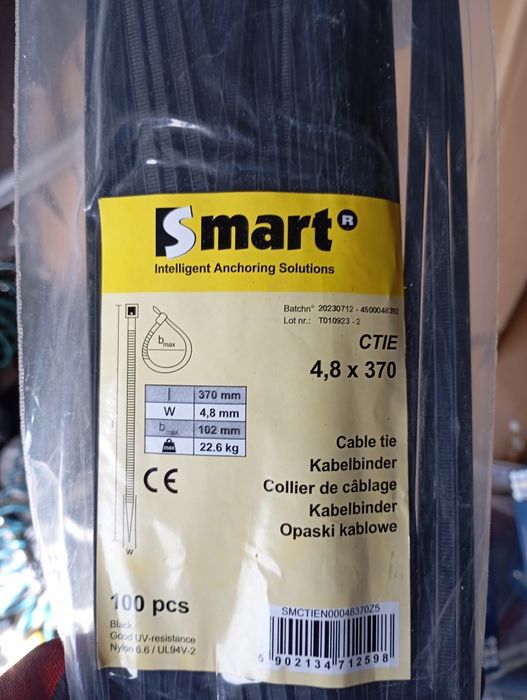 Smart®
Intelligent Anchoring Solutions
Batchn° 20230712 - 4500048392
Lot nr.: T010923 - 2
CTIE
4,8 x 370
b max
l 370 mm
W 4,8 mm
b max 102 mm
max 22.6 kg
CE
W
Cable tie
Kabelbinder
Collier de câblage
Kabelbinder
Opaski kablowe
100 pcs
Black
Good UV-resistance
Nylon 6.6 / UL94V-2
SMCTIEN00048370Z5
5 902134 712598